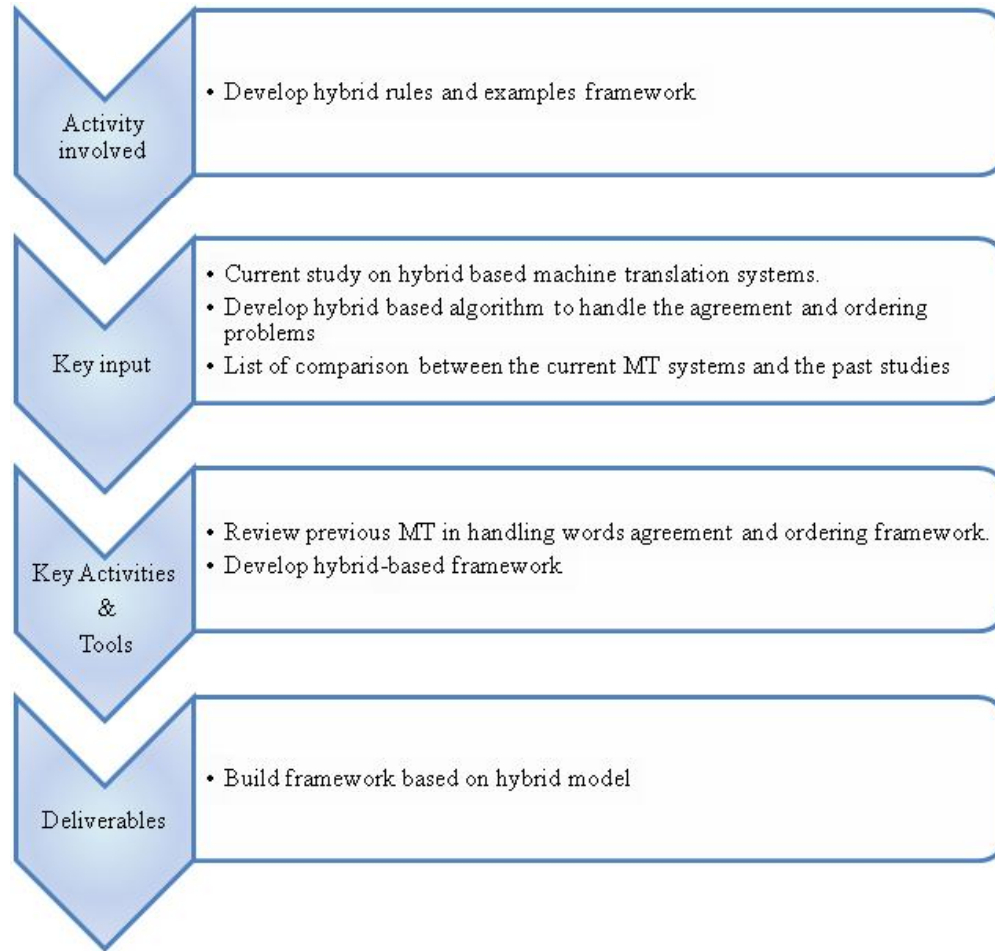 Activity
involved
• Develop hybrid rules and examples framework
Key input
• Current study on hybrid based machine translation systems.
• Develop hybrid based algorithm to handle the agreement and ordering
problems
• List of comparison between the current MT systems and the past studies
Key Activities
&
Tools
• Review previous MT in handling words agreement and ordering framework.
• Develop hybrid-based framework
Deliverables
• Build framework based on hybrid model